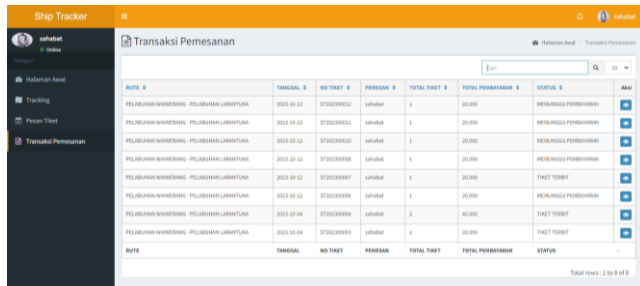 Ship Tracker
sahabat
sahabat
Online
Navigasi
Halaman Awal
Tracking
Pesan Tiket
Transaksi Pemesanan
Transaksi Pemesanan
Halaman Awal > Transaksi Pemesanan
Cari
20
RUTE TANGGAL NO TIKET PEMESAN TOTAL TIKET TOTAL PEMBAYARAN STATUS Aksi
PELABUHAN WAIWERANG - PELABUHAN LARANTUKA 2023-10-12 ST202300012 sahabat 1 20.000 MENUNGGU PEMBAYARAN
PELABUHAN WAIWERANG - PELABUHAN LARANTUKA 2023-10-12 ST202300011 sahabat 1 20.000 MENUNGGU PEMBAYARAN
PELABUHAN WAIWERANG - PELABUHAN LARANTUKA 2023-10-12 ST202300010 sahabat 1 20.000 MENUNGGU PEMBAYARAN
PELABUHAN WAIWERANG - PELABUHAN LARANTUKA 2023-10-12 ST202300008 sahabat 1 20.000 MENUNGGU PEMBAYARAN
PELABUHAN WAIWERANG - PELABUHAN LARANTUKA 2023-10-12 ST202300007 sahabat 1 20.000 TIKET TERBIT
PELABUHAN WAIWERANG - PELABUHAN LARANTUKA 2023-10-12 ST202300006 sahabat 1 20.000 MENUNGGU PEMBAYARAN
PELABUHAN WAIWERANG - PELABUHAN LARANTUKA 2023-10-04 ST202300004 sahabat 2 40.000 TIKET TERBIT
PELABUHAN WAIWERANG - PELABUHAN LARANTUKA 2023-10-04 ST202300003 sahabat 1 20.000 TIKET TERBIT
RUTE TANGGAL NO TIKET PEMESAN TOTAL TIKET TOTAL PEMBAYARAN STATUS -
Total rows : 1 to 8 of 8